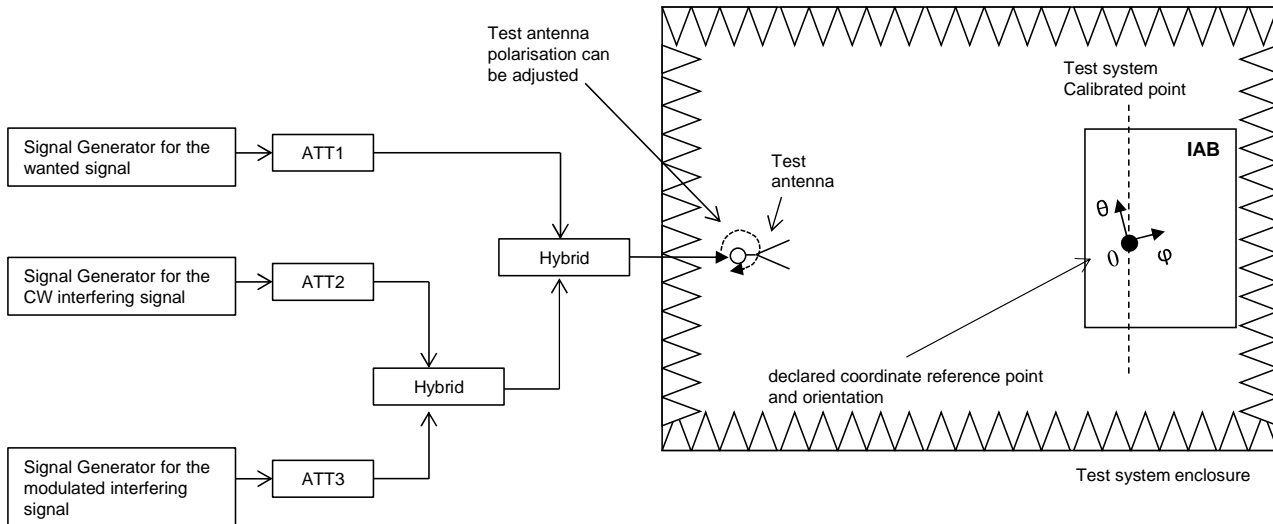 Test antenna
polarisation can
be adjusted
Test system
Calibrated point
Signal Generator for the
wanted signal
ATT1
IAB
Test
antenna
θ
φ
0
Hybrid
Signal Generator for the
CW interfering signal
ATT2
Hybrid
declared coordinate reference point
and orientation
Signal Generator for the
modulated interfering
signal
ATT3
Test system enclosure